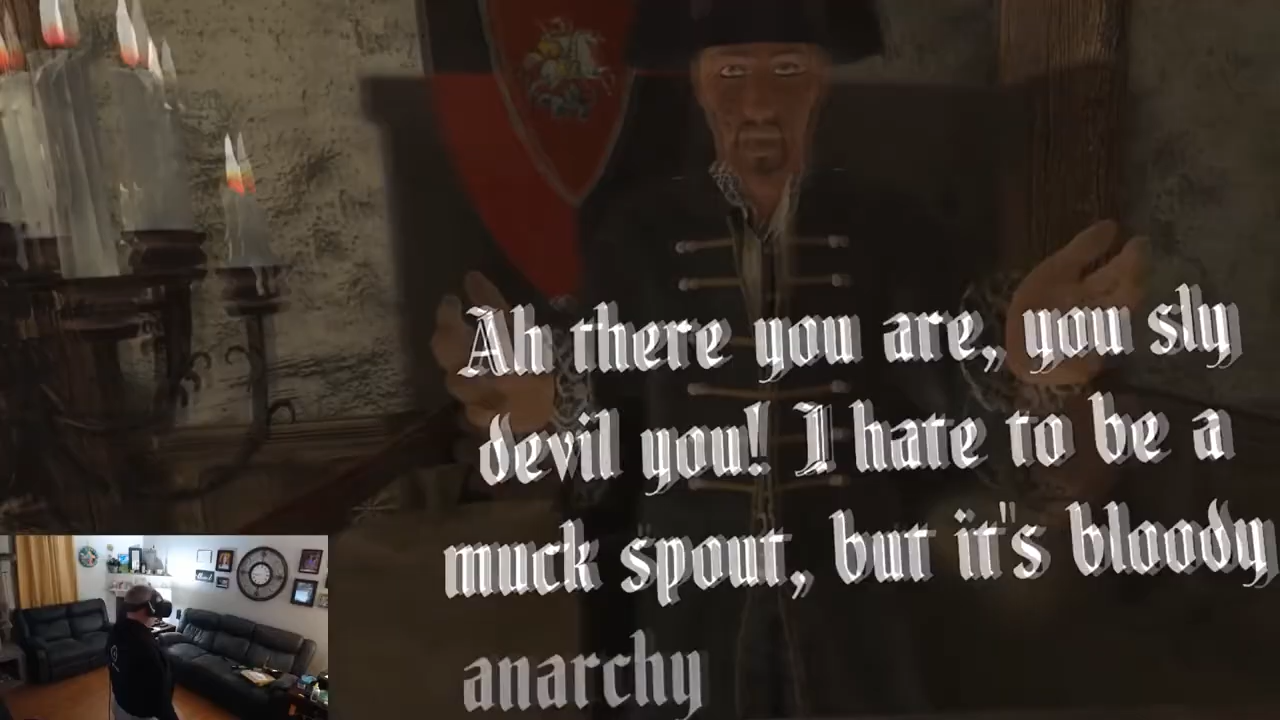 Ah there you are, you sly
devil you! I hate to be a
muck spout, but it"s bloody
anarchy